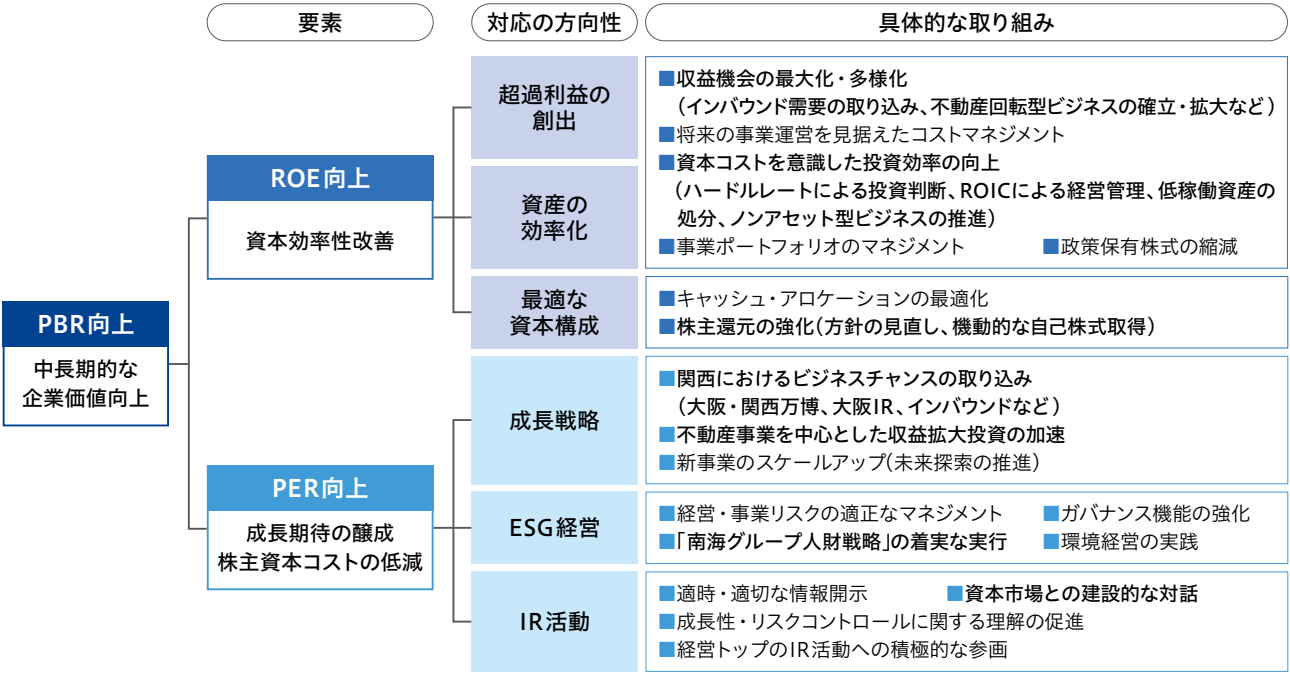 要素
対応の方向性
具体的な取り組み
PBR向上
中長期的な
企業価値向上
ROE向上
資本効率性改善
超過利益の
創出
資産の
効率化
■収益機会の最大化・多様化
（インバウンド需要の取り込み、不動産回転型ビジネスの確立・拡大など）
■将来の事業運営を見据えたコストマネジメント
■資本コストを意識した投資効率の向上
（ハードルレートによる投資判断、ROICによる経営管理、低稼働資産の
処分、ノンアセット型ビジネスの推進）
■事業ポートフォリオのマネジメント ■政策保有株式の縮減
最適な
資本構成
■キャッシュ・アロケーションの最適化
■株主還元の強化（方針の見直し、機動的な自己株式取得）
PER向上
成長期待の醸成
株主資本コストの低減
成長戦略
■関西におけるビジネスチャンスの取り込み
（大阪・関西万博、大阪IR、インバウンドなど）
■不動産事業を中心とした収益拡大投資の加速
■新事業のスケールアップ（未来探索の推進）
ESG経営
■経営・事業リスクの適正なマネジメント ■ガバナンス機能の強化
■「南海グループ人財戦略」の着実な実行 ■環境経営の実践
IR活動
■適時・適切な情報開示 ■資本市場との建設的な対話
■成長性・リスクコントロールに関する理解の促進
■経営トップのIR活動への積極的な参画